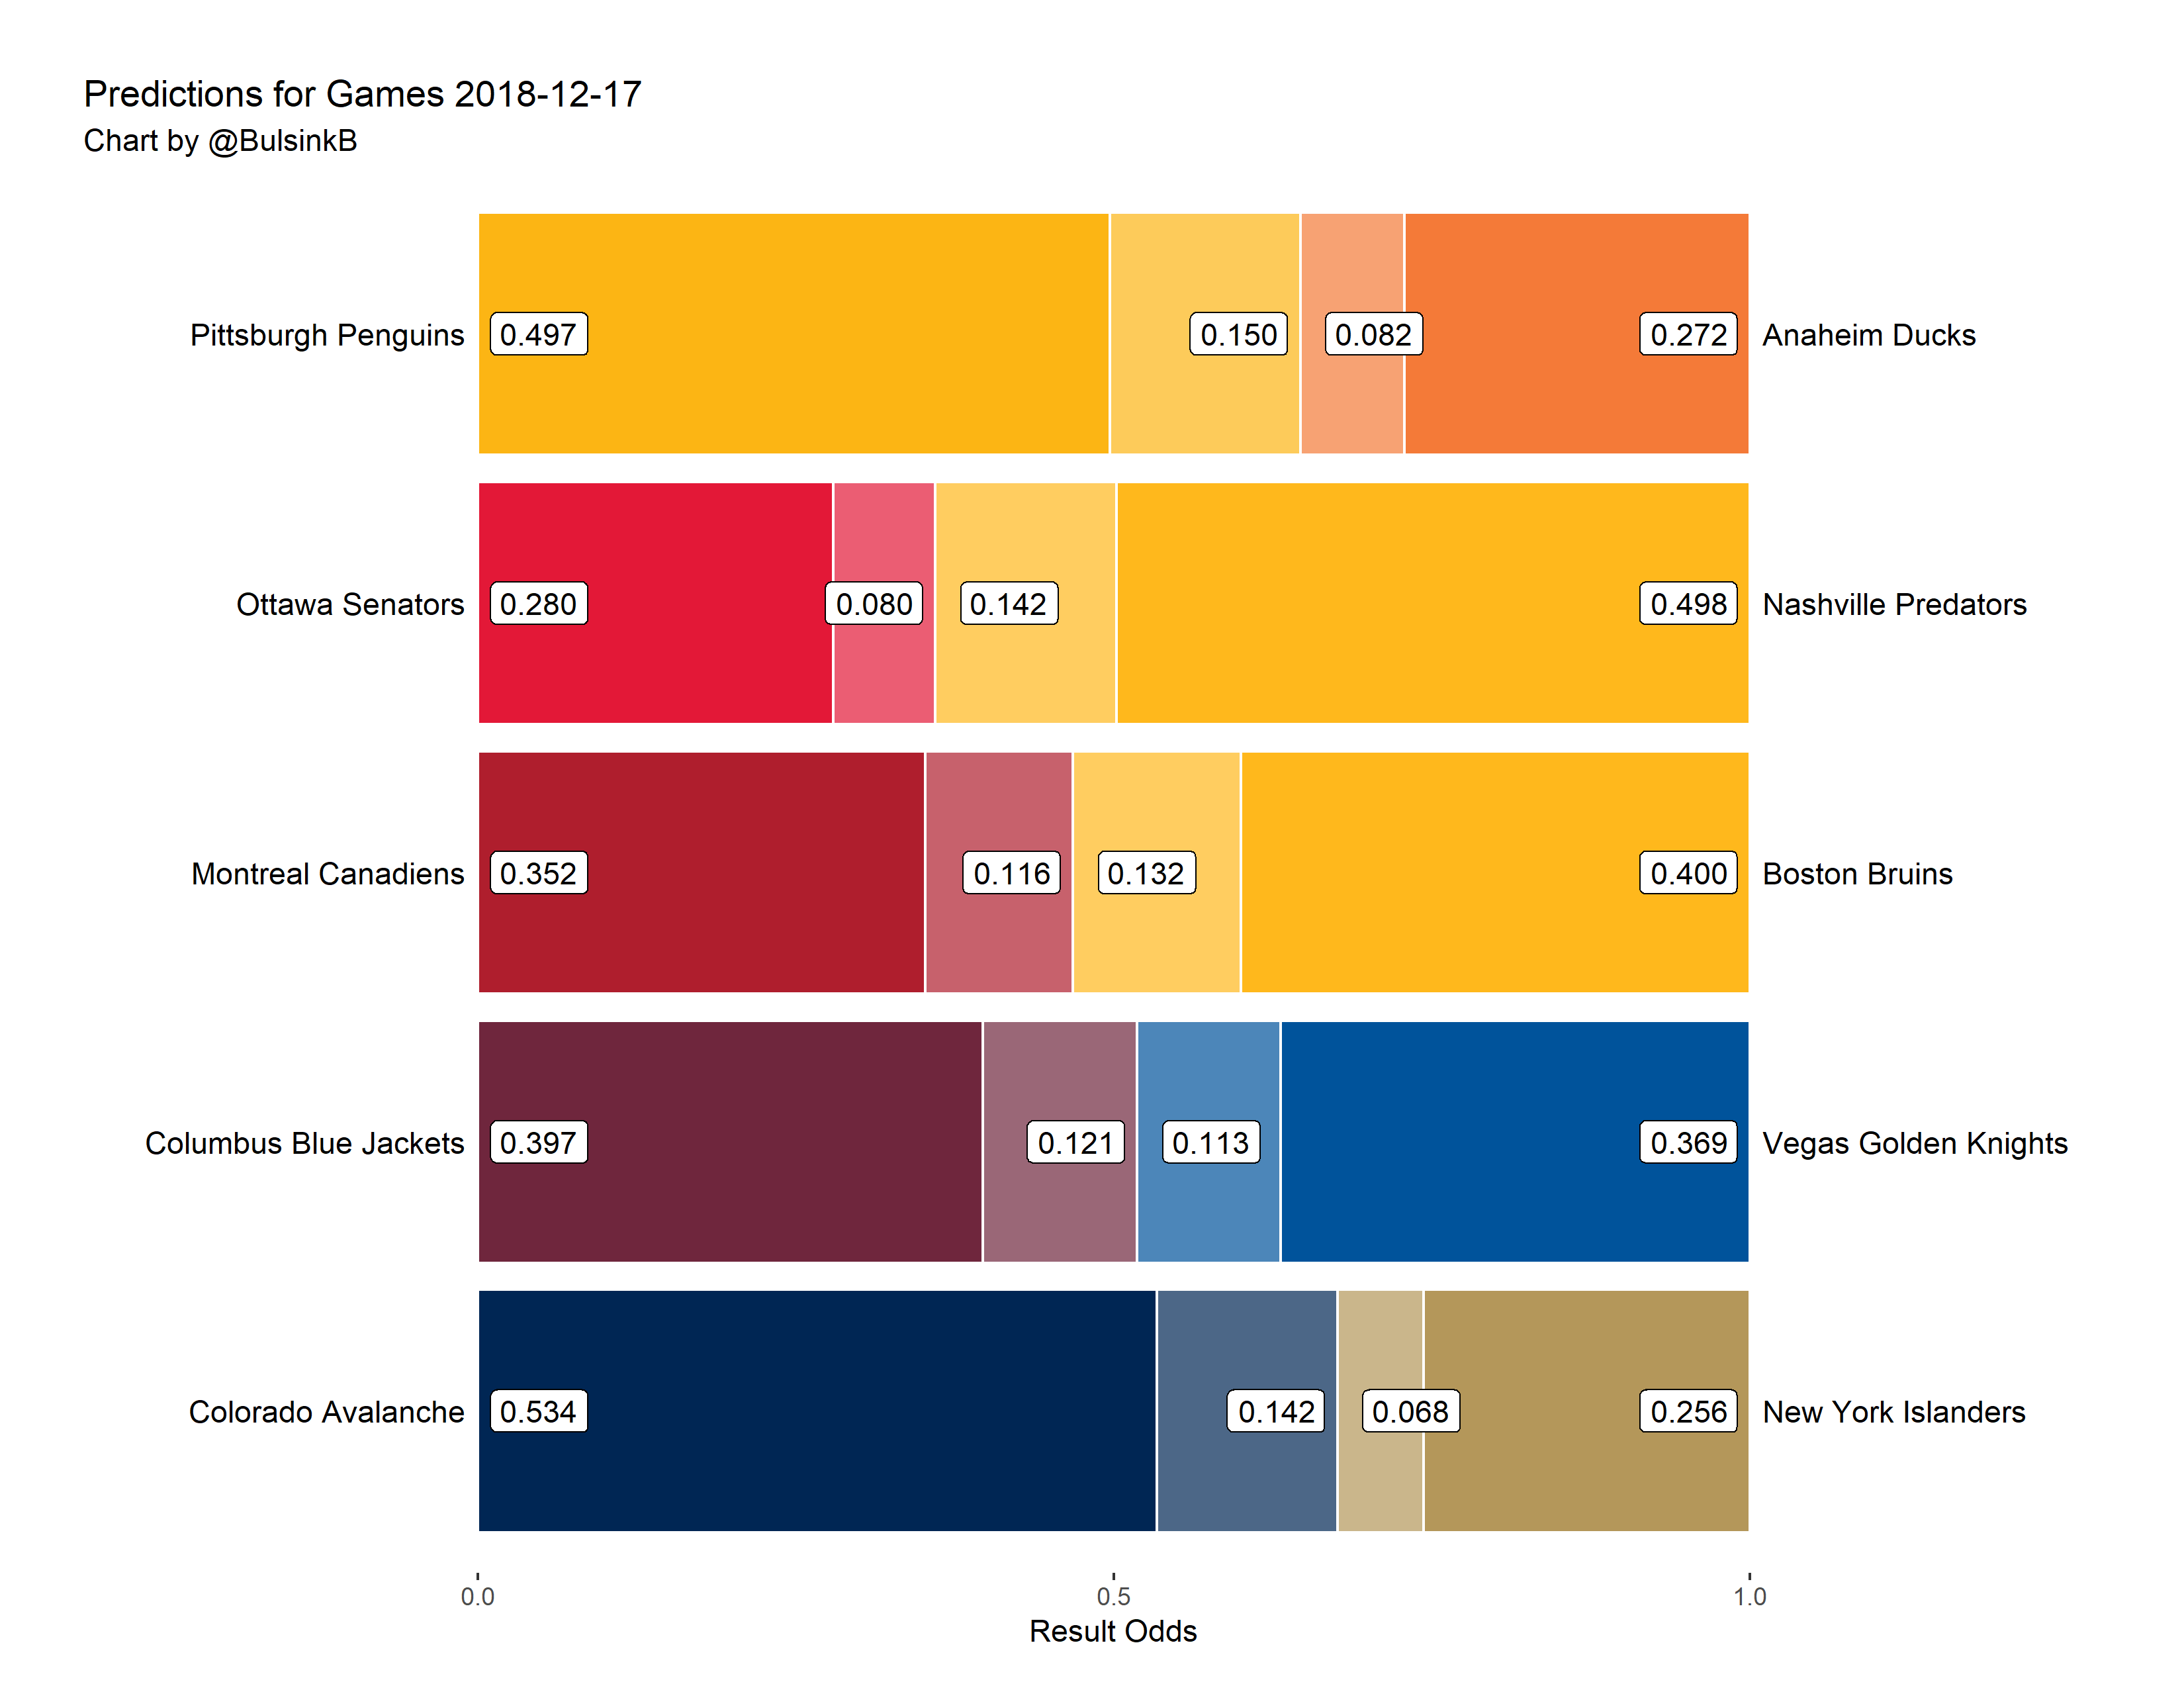 Predictions for Games 2018-12-17
Chart by @BulsinkB
Pittsburgh Penguins 0.497 0.150 0.082 0.272 Anaheim Ducks
Ottawa Senators 0.280 0.080 0.142 0.498 Nashville Predators
Montreal Canadiens 0.352 0.116 0.132 0.400 Boston Bruins
Columbus Blue Jackets 0.397 0.121 0.113 0.369 Vegas Golden Knights
Colorado Avalanche 0.534 0.142 0.068 0.256 New York Islanders
0.0 0.5 1.0
Result Odds